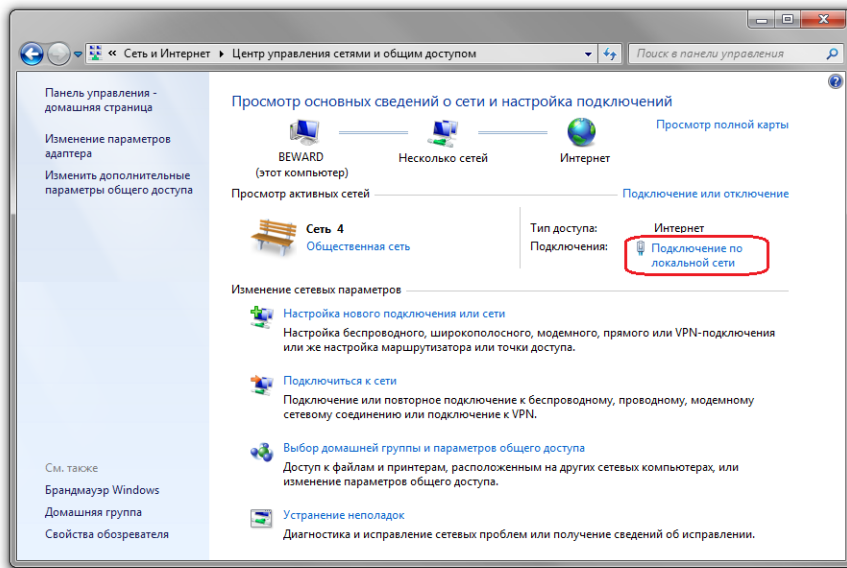 « Сеть и Интернет ▸ Центр управления сетями и общим доступом
Поиск в панели управления
Панель управления -
домашняя страница
Изменение параметров
адаптера
Изменить дополнительные
параметры общего доступа
См. также
Брандмауэр Windows
Домашняя группа
Свойства обозревателя
Просмотр основных сведений о сети и настройка подключений
Просмотр полной карты
BEWARD
(этот компьютер)
Несколько сетей
Интернет
Просмотр активных сетей
Подключение или отключение
Сеть 4
Общественная сеть
Тип доступа: Интернет
Подключения: Подключение по
локальной сети
Изменение сетевых параметров
Настройка нового подключения или сети
Настройка беспроводного, широкополосного, модемного, прямого или VPN-подключения
или же настройка маршрутизатора или точки доступа.
Подключиться к сети
Подключение или повторное подключение к беспроводному, проводному, модемному
сетевому соединению или подключение к VPN.
Выбор домашней группы и параметров общего доступа
Доступ к файлам и принтерам, расположенным на других сетевых компьютерах, или
изменение параметров общего доступа.
Устранение неполадок
Диагностика и исправление сетевых проблем или получение сведений об исправлении.